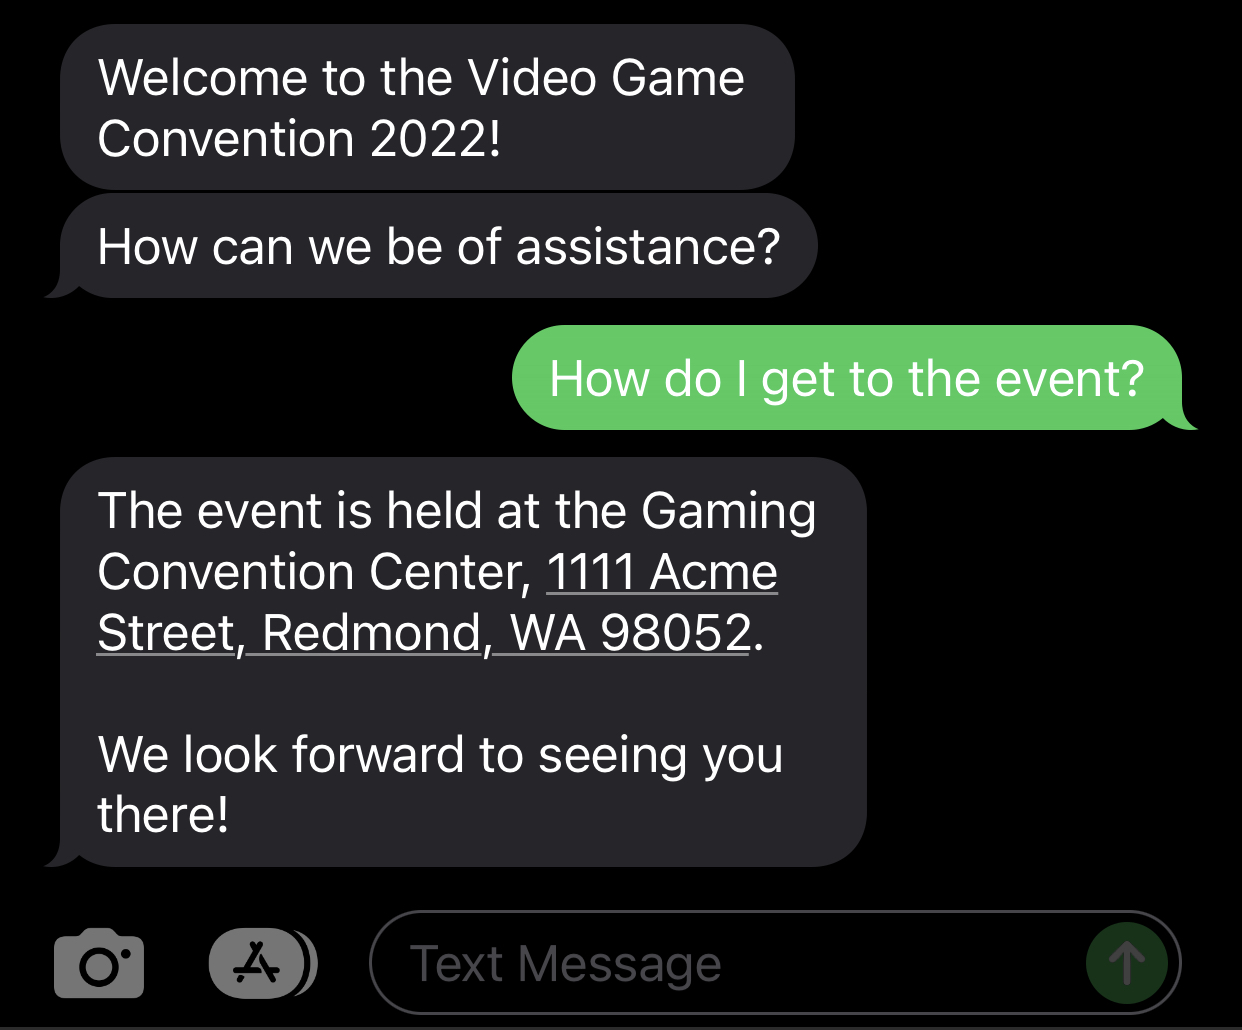 Welcome to the Video Game
Convention 2022!
How can we be of assistance?
How do I get to the event?
The event is held at the Gaming
Convention Center, 1111 Acme
Street, Redmond, WA 98052.
We look forward to seeing you
there!
Text Message